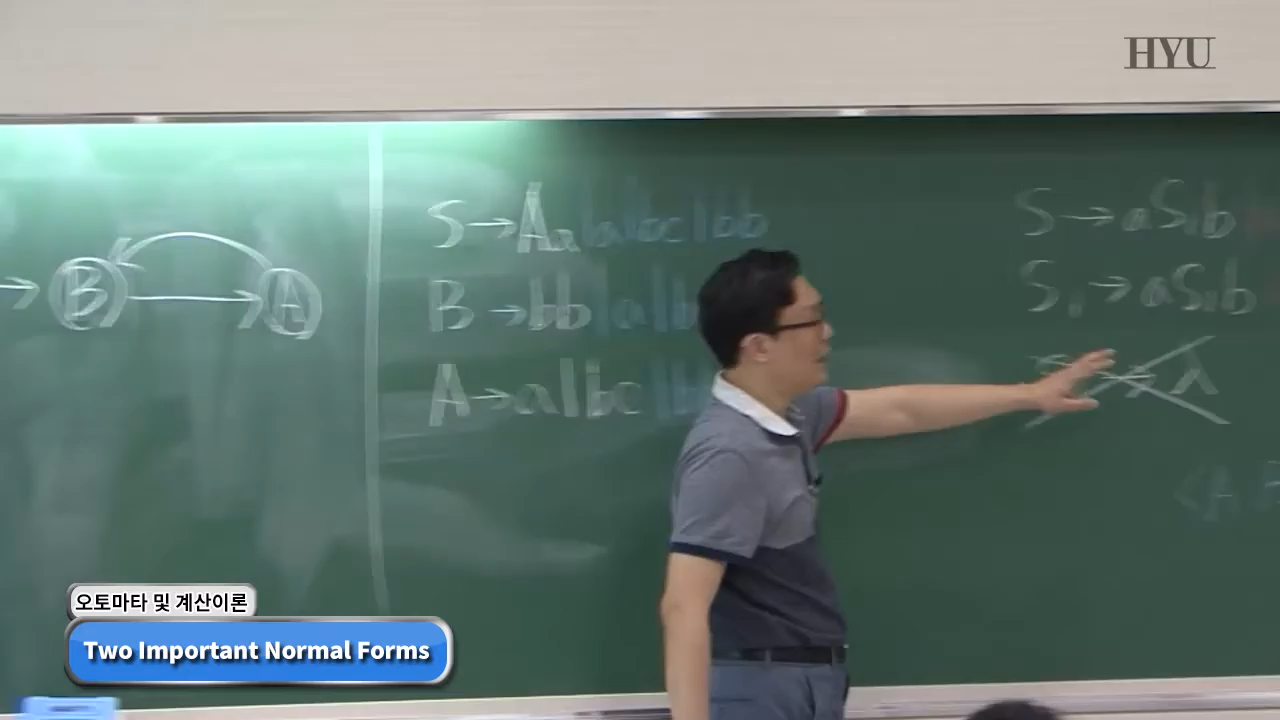 HYU
S→Aa|a|bc|bb
B→bb|a|b
A→a|bc|b
B A
S→aS₁b
S₁→aS₁b
→λ
<A,
오토마타 및 계산이론
Two Important Normal Forms